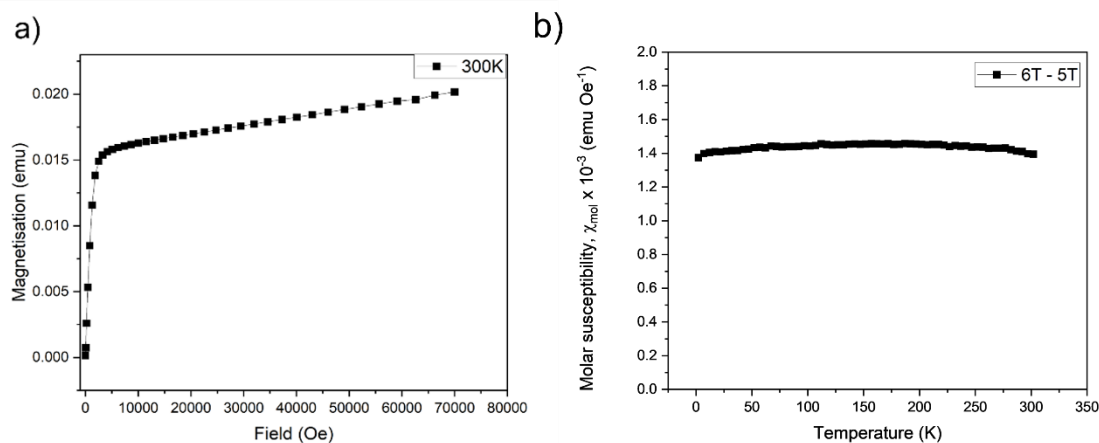 a)
300K
0.020
0.015
0.010
0.005
0.000
Magnetisation (emu)
0 10000 20000 30000 40000 50000 60000 70000 80000
Field (Oe)
b)
6T - 5T
2.0
1.8
1.6
1.4
1.2
1.0
0.8
0.6
0.4
0.2
0.0
Molar susceptibility, χmol x 10⁻³ (emu Oe⁻¹)
0 50 100 150 200 250 300 350
Temperature (K)